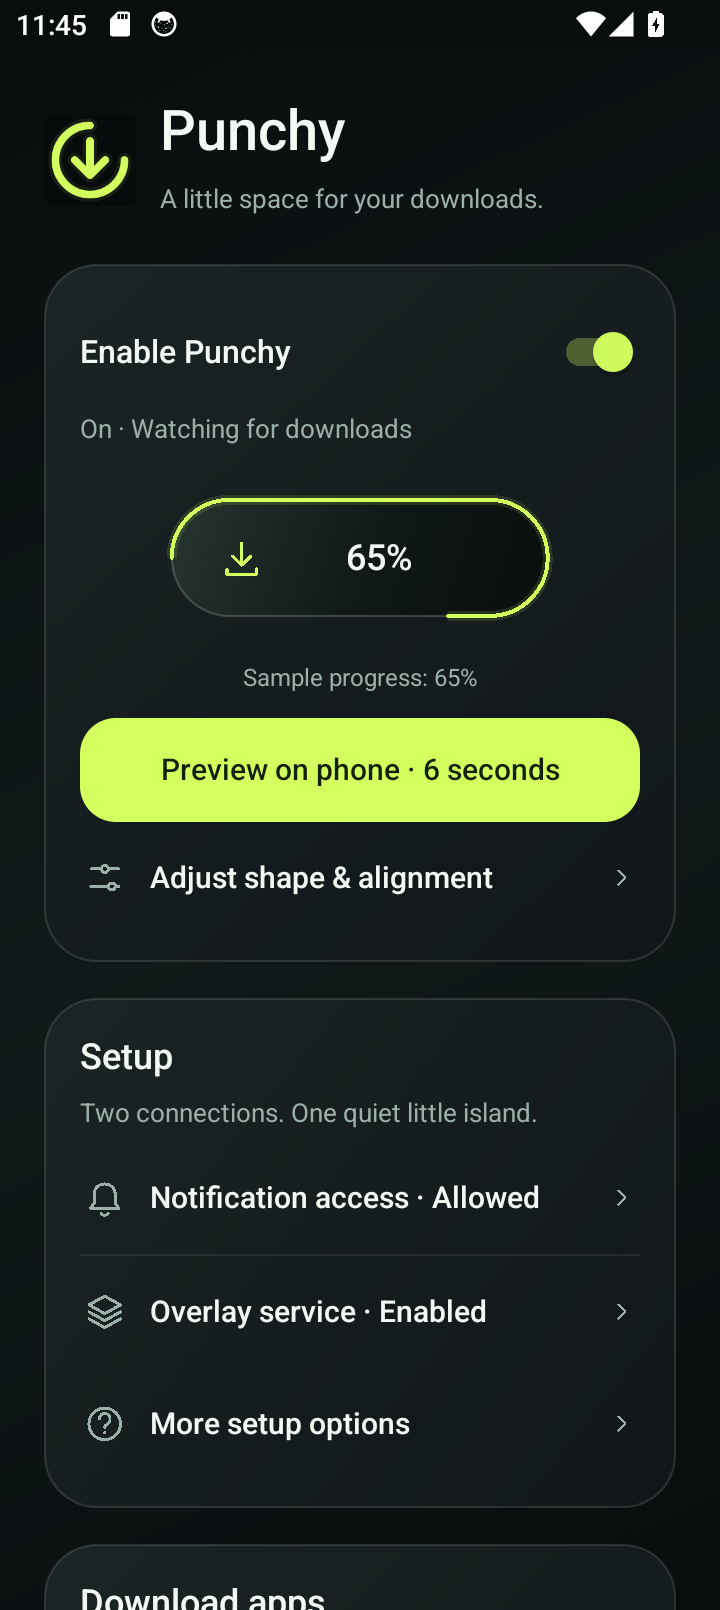 11:45
Punchy
A little space for your downloads.
Enable Punchy
On · Watching for downloads
65%
Sample progress: 65%
Preview on phone · 6 seconds
Adjust shape & alignment
Setup
Two connections. One quiet little island.
Notification access · Allowed
Overlay service · Enabled
More setup options
Download apps